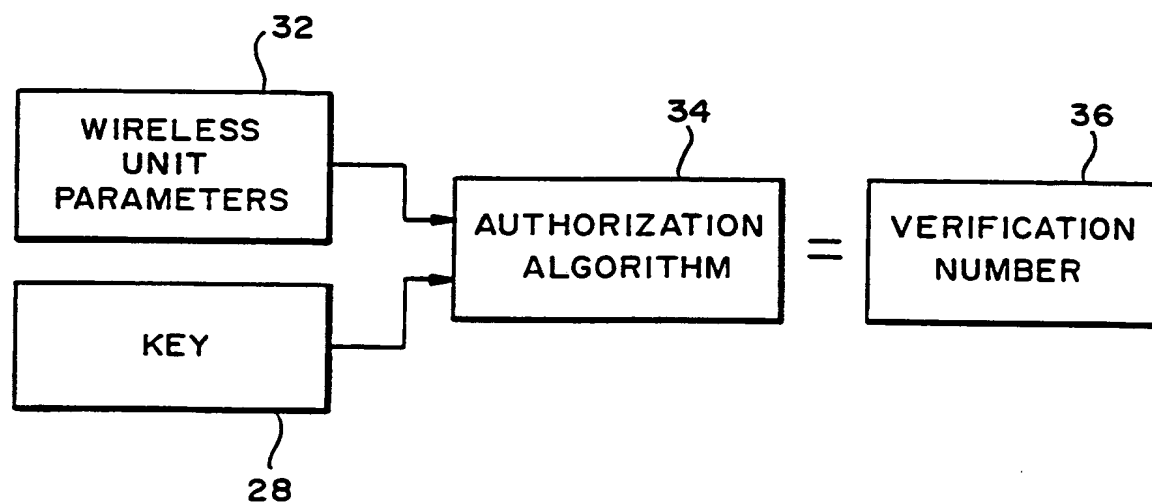 32
WIRELESS
UNIT
PARAMETERS
34
AUTHORIZATION
ALGORITHM
=
36
VERIFICATION
NUMBER
KEY
28